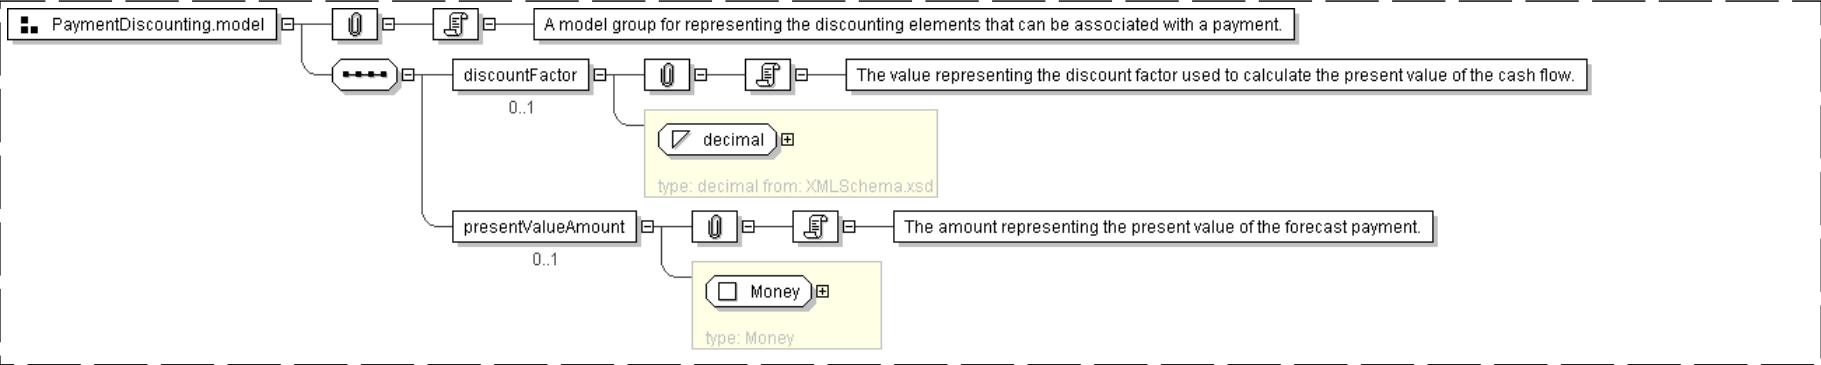 PaymentDiscounting.model
A model group for representing the discounting elements that can be associated with a payment.
discountFactor
The value representing the discount factor used to calculate the present value of the cash flow.
0..1
decimal
type: decimal from: XMLSchema.xsd
presentValueAmount
The amount representing the present value of the forecast payment.
0..1
Money
type: Money